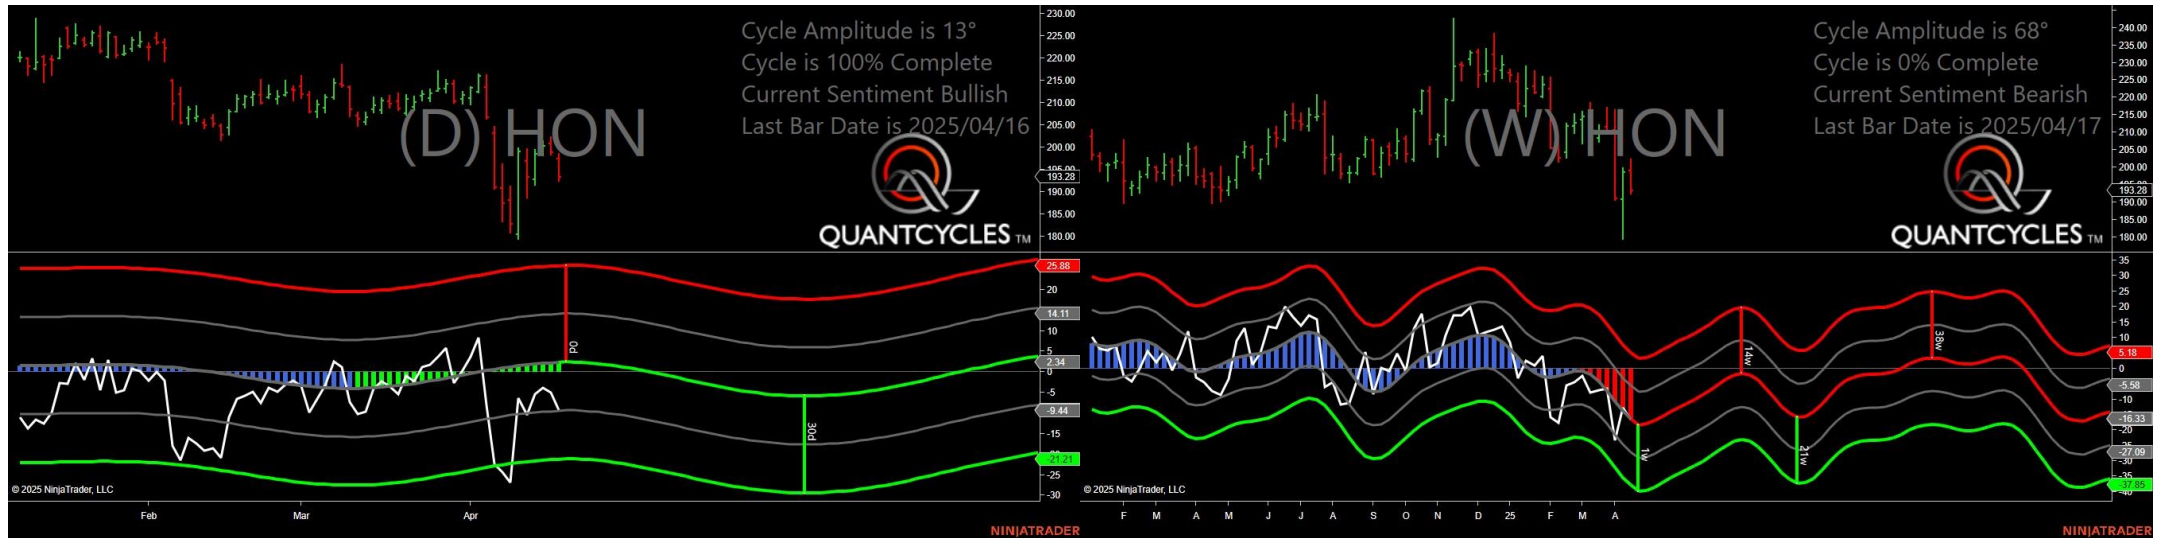 Cycle Amplitude is 13°
Cycle is 100% Complete
Current Sentiment Bullish
Last Bar Date is 2025/04/16
(D) HON
QUANTCYCLES TM
230.00
225.00
220.00
215.00
210.00
205.00
200.00
193.28
190.00
185.00
180.00
25.88
20
14.11
10
5
2.34
0
-5
-9.44
-15
-21.21
-25
-30
0d
30d
© 2025 NinjaTrader, LLC
Feb Mar Apr
NINJATRADER
Cycle Amplitude is 68°
Cycle is 0% Complete
Current Sentiment Bearish
Last Bar Date is 2025/04/17
(W) HON
QUANTCYCLES TM
240.00
235.00
230.00
225.00
220.00
215.00
210.00
205.00
200.00
193.28
190.00
185.00
180.00
35
30
25
20
15
10
5.18
0
-5.58
-10
-16.33
-20
-27.09
-30
-37.85
-40
1w
14w
21w
38w
© 2025 NinjaTrader, LLC
F M A M J J A S O N D 25 F M A
NINJATRADER